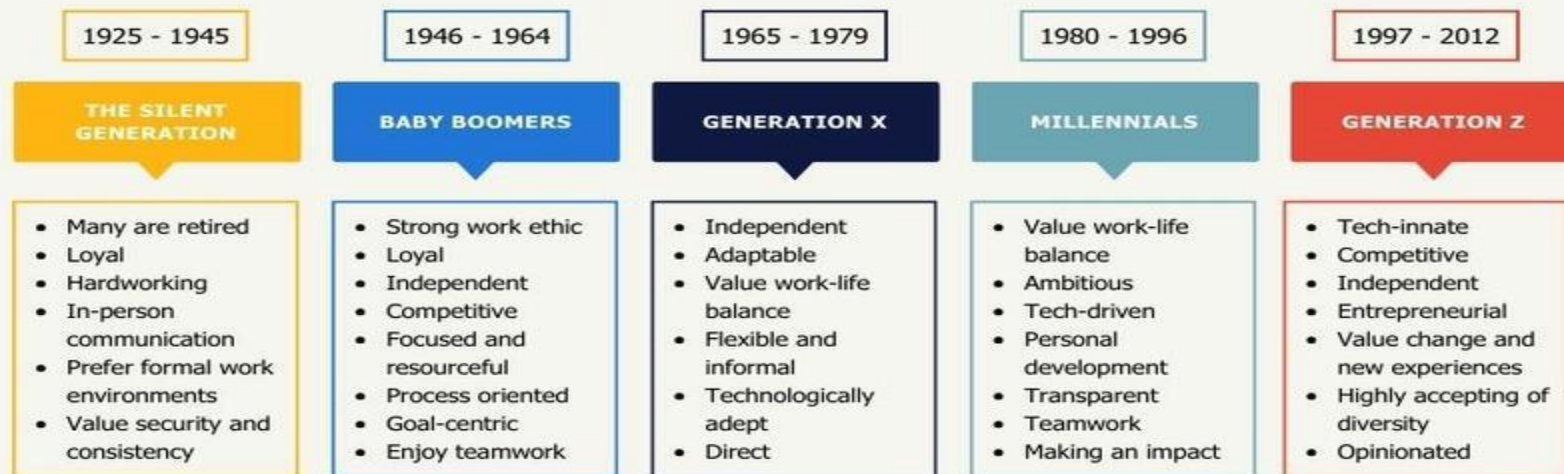 1925 - 1945
THE SILENT
GENERATION
• Many are retired
• Loyal
• Hardworking
• In-person
communication
• Prefer formal work
environments
• Value security and
consistency
1946 - 1964
BABY BOOMERS
• Strong work ethic
• Loyal
• Independent
• Competitive
• Focused and
resourceful
• Process oriented
• Goal-centric
• Enjoy teamwork
1965 - 1979
GENERATION X
• Independent
• Adaptable
• Value work-life
balance
• Flexible and
informal
• Technologically
adept
• Direct
1980 - 1996
MILLENNIALS
• Value work-life
balance
• Ambitious
• Tech-driven
• Personal
development
• Transparent
• Teamwork
• Making an impact
1997 - 2012
GENERATION Z
• Tech-innate
• Competitive
• Independent
• Entrepreneurial
• Value change and
new experiences
• Highly accepting of
diversity
• Opinionated